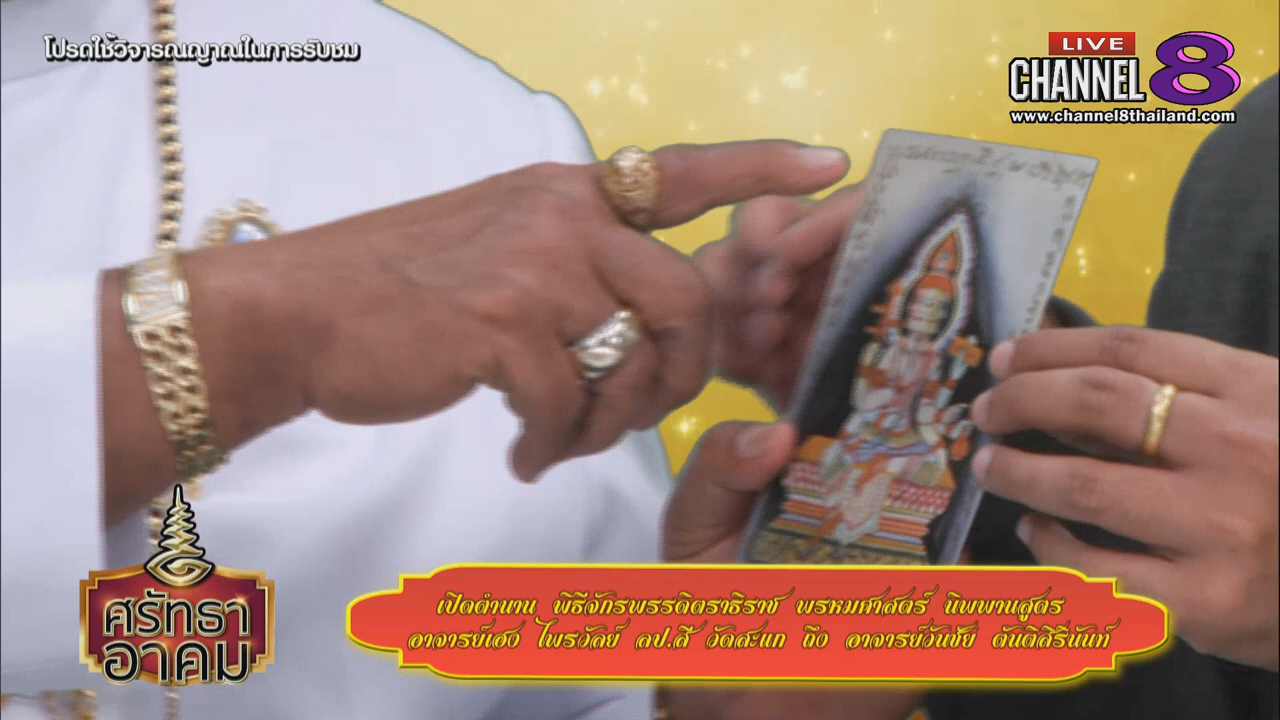 โปรดใช้วิจารณญาณในการรับชม
LIVE
CHANNEL 8
www.channel8thailand.com
ศรัทธา
อาคม
เปิดตำนาน พิธีจักรพรรดิตราธิราช พรหมศาสตร์ นิพพานสูตร
อาจารย์เฮง ไพรวัลย์ ลป.สี วัดสะแก ถึง อาจารย์วันชัย ตันติสิรีนันท์